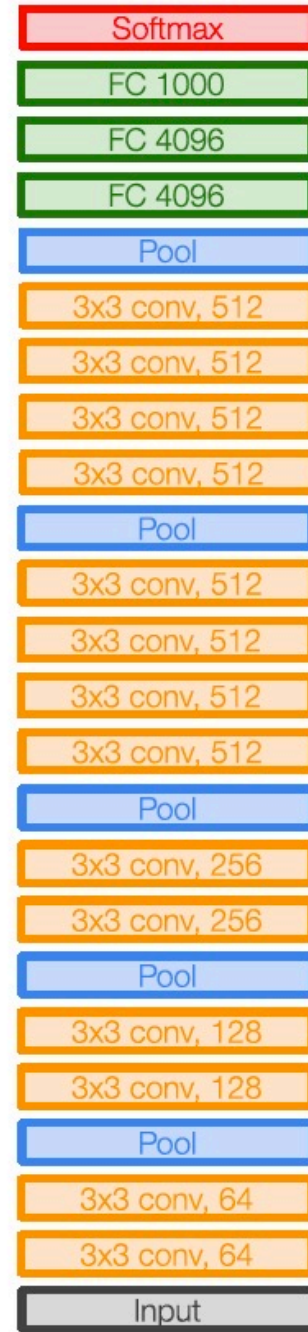 Softmax
FC 1000
FC 4096
FC 4096
Pool
3x3 conv, 512
3x3 conv, 512
3x3 conv, 512
3x3 conv, 512
Pool
3x3 conv, 512
3x3 conv, 512
3x3 conv, 512
3x3 conv, 512
Pool
3x3 conv, 256
3x3 conv, 256
Pool
3x3 conv, 128
3x3 conv, 128
Pool
3x3 conv, 64
3x3 conv, 64
Input